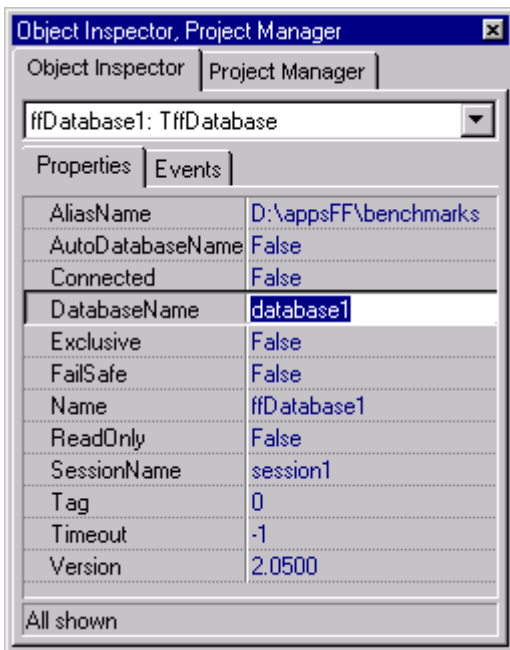 Object Inspector, Project Manager
Object Inspector Project Manager
ffDatabase1: TffDatabase
Properties Events
AliasName D:\appsFF\benchmarks
AutoDatabaseName False
Connected False
DatabaseName database1
Exclusive False
FailSafe False
Name ffDatabase1
ReadOnly False
SessionName session1
Tag 0
Timeout -1
Version 2.0500
All shown